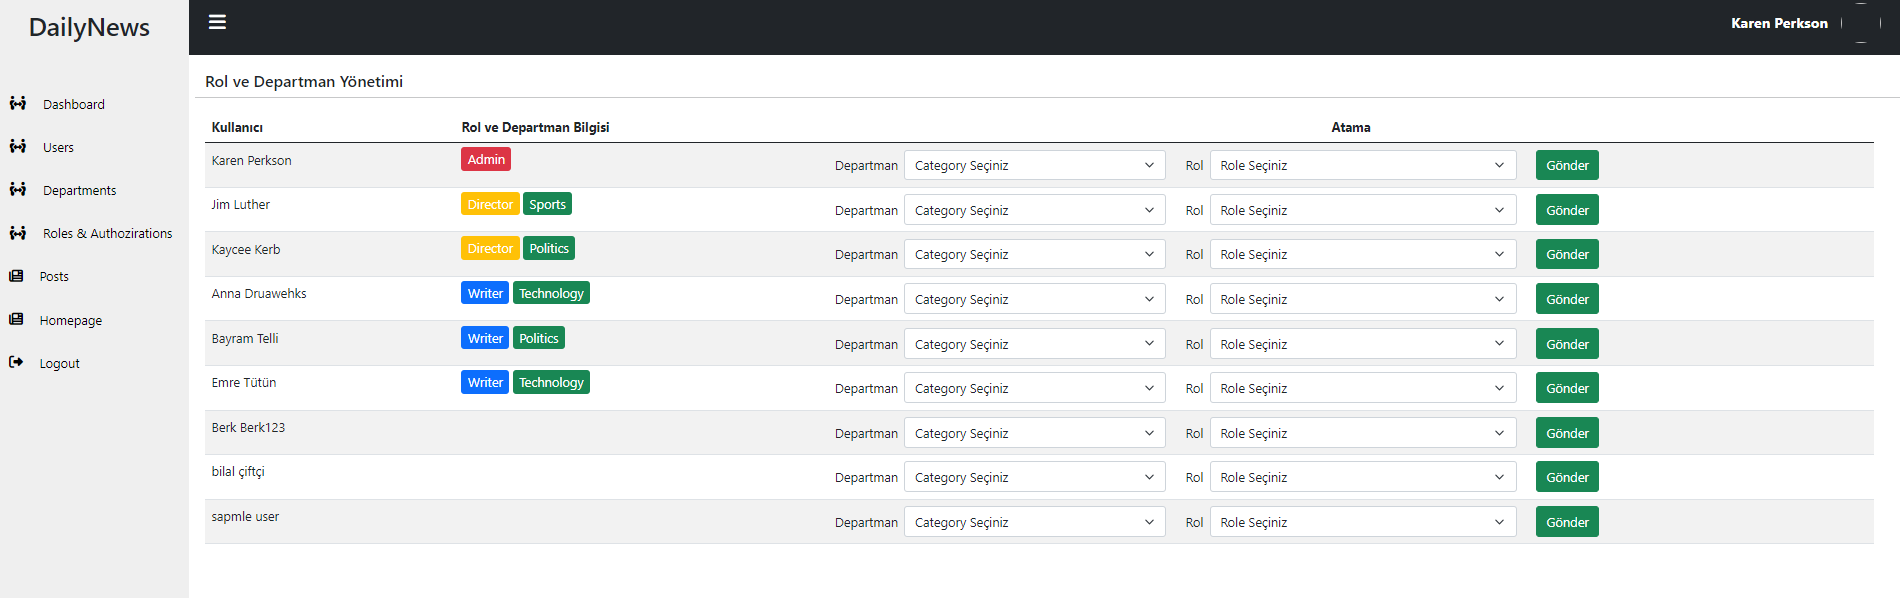 DailyNews
Karen Perkson
Dashboard
Users
Departments
Roles & Authozirations
Posts
Homepage
Logout
Rol ve Departman Yönetimi
Kullanıcı Rol ve Departman Bilgisi Atama
Karen Perkson Admin Departman Category Seçiniz Rol Role Seçiniz Gönder
Jim Luther Director Sports Departman Category Seçiniz Rol Role Seçiniz Gönder
Kaycee Kerb Director Politics Departman Category Seçiniz Rol Role Seçiniz Gönder
Anna Druawehks Writer Technology Departman Category Seçiniz Rol Role Seçiniz Gönder
Bayram Telli Writer Politics Departman Category Seçiniz Rol Role Seçiniz Gönder
Emre Tütün Writer Technology Departman Category Seçiniz Rol Role Seçiniz Gönder
Berk Berk123 Departman Category Seçiniz Rol Role Seçiniz Gönder
bilal çiftçi Departman Category Seçiniz Rol Role Seçiniz Gönder
sapmle user Departman Category Seçiniz Rol Role Seçiniz Gönder